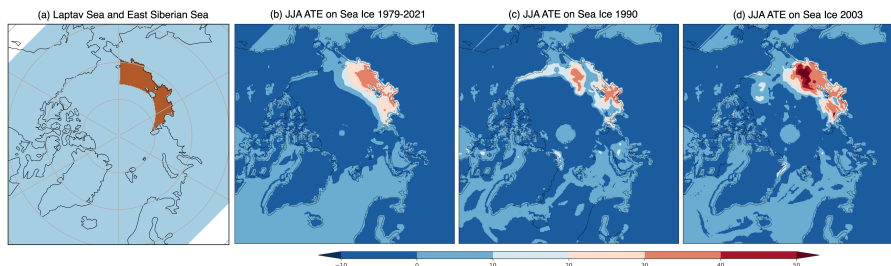 (a) Laptav Sea and East Siberian Sea
(b) JJA ATE on Sea Ice 1979-2021
(c) JJA ATE on Sea Ice 1990
(d) JJA ATE on Sea Ice 2003
−10 0 10 20 30 40 50